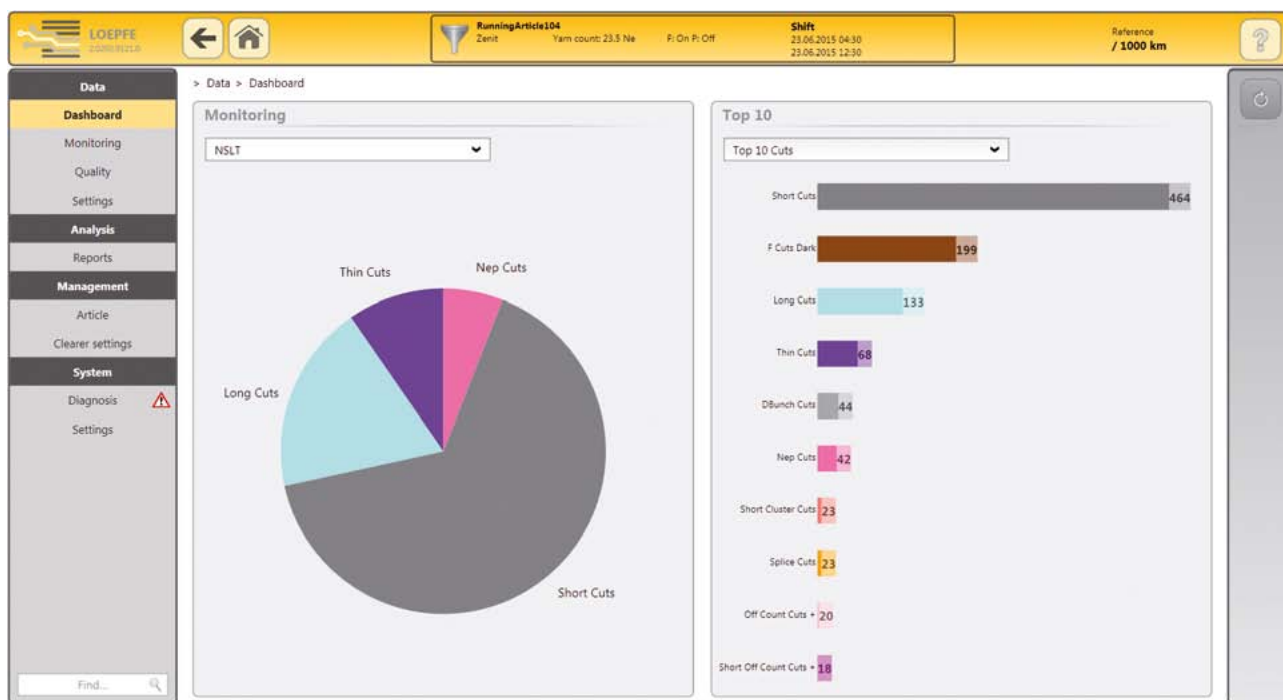 LOEPFE
RunningArticle104
Zenit
Yarn count: 23.5 Ne
F: On P: Off
Shift
23.06.2015 04:30
23.06.2015 12:30
Reference
/ 1000 km
?
Data
Dashboard
Monitoring
Quality
Settings
Analysis
Reports
Management
Article
Clearer settings
System
Diagnosis
Settings
Find...
> Data > Dashboard
Monitoring
NSLT
Thin Cuts
Nep Cuts
Long Cuts
Short Cuts
Top 10
Top 10 Cuts
Short Cuts 464
F Cuts Dark 199
Long Cuts 133
Thin Cuts 68
DBunch Cuts 44
Nep Cuts 42
Short Cluster Cuts 23
Splice Cuts 23
Off Count Cuts + 20
Short Off Count Cuts + 18